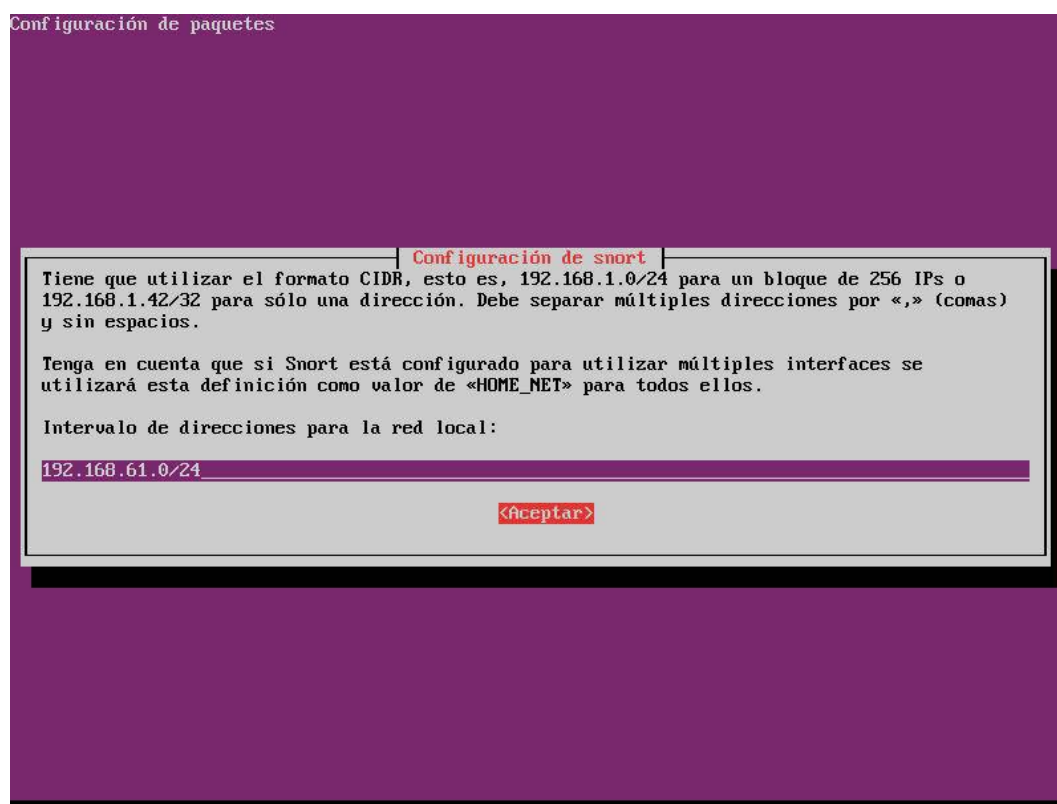 Configuración de paquetes
Configuración de snort
Tiene que utilizar el formato CIDR, esto es, 192.168.1.0/24 para un bloque de 256 IPs o
192.168.1.42/32 para sólo una dirección. Debe separar múltiples direcciones por «,» (comas)
y sin espacios.
Tenga en cuenta que si Snort está configurado para utilizar múltiples interfaces se
utilizará esta definición como valor de «HOME_NET» para todos ellos.
Intervalo de direcciones para la red local:
192.168.61.0/24
<Aceptar>